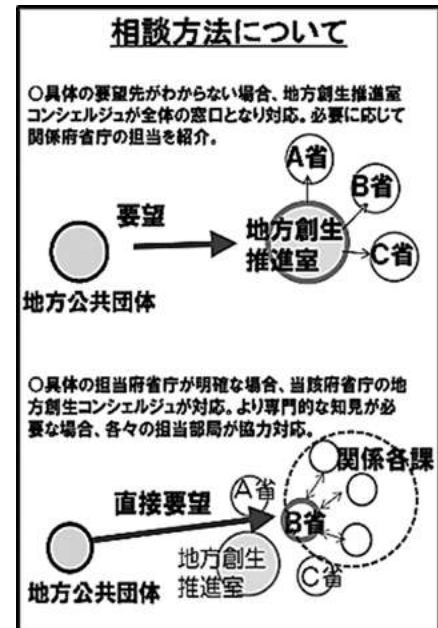 相談方法について
○具体の要望先がわからない場合、地方創生推進室
コンシェルジュが全体の窓口となり対応。必要に応じて
関係府省庁の担当を紹介。
A省
B省
要望
地方創生
推進室
C省
地方公共団体
○具体の担当府省庁が明確な場合、当該府省庁の地
方創生コンシェルジュが対応。より専門的な知見が必
要な場合、各々の担当部局が協力対応。
関係各課
A省
直接要望
B省
地方創生
推進室
C省
地方公共団体